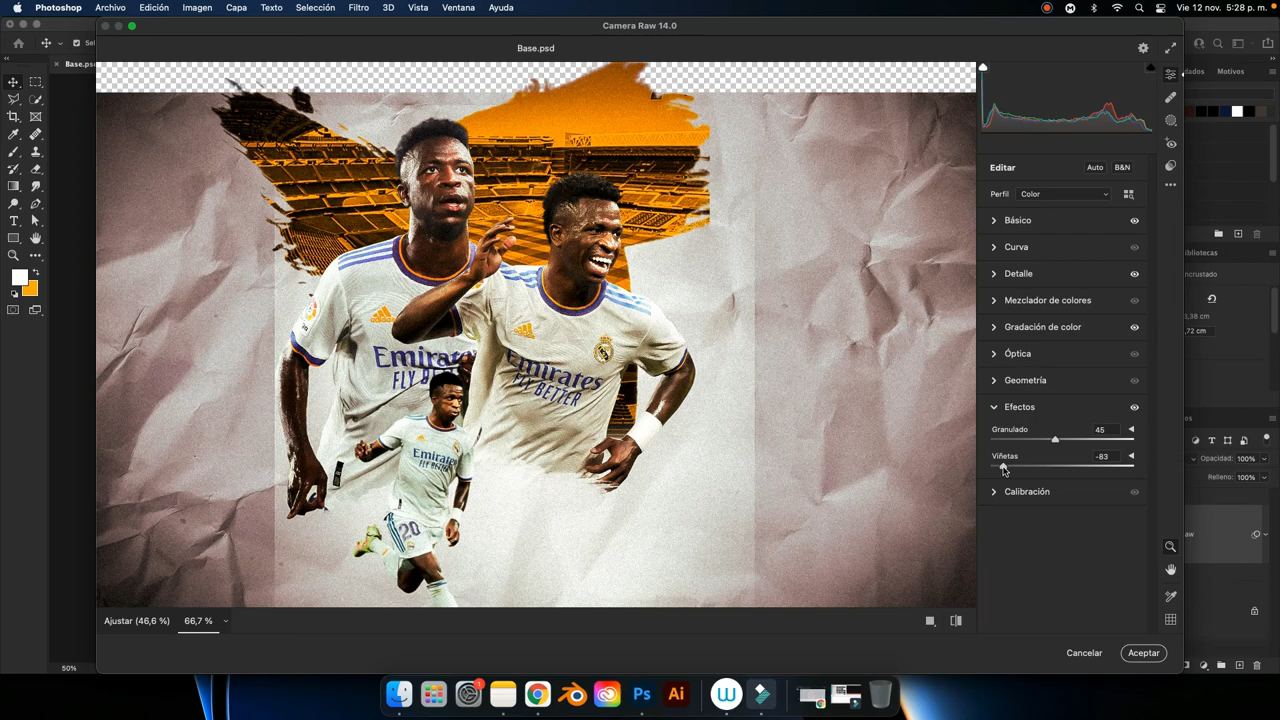 Photoshop Archivo Edición Imagen Capa Texto Selección Filtro 3D Vista Ventana Ayuda
Vie 12 nov. 5:28 p. m.
Camera Raw 14.0
Base.psd
Editar Auto B&N
Perfil Color
Básico
Curva
Detalle
Mezclador de colores
Gradación de color
Óptica
Geometría
Efectos
Granulado 45
Viñetas -83
Calibración
Emirates
FLY BETTER
Emirates
FLY BETTER
Emirates
20
Motivos
Opacidad: 100%
Relleno: 100%
Ajustar (46,6 %) 66,7 %
Cancelar Aceptar
50%
1
Ps Ai